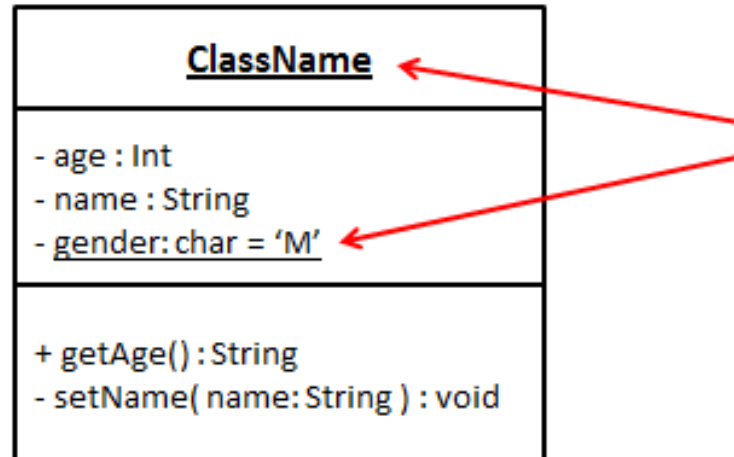 ClassName
- age : Int
- name : String
- gender: char = ‘M’
+ getAge() : String
- setName( name: String ) : void